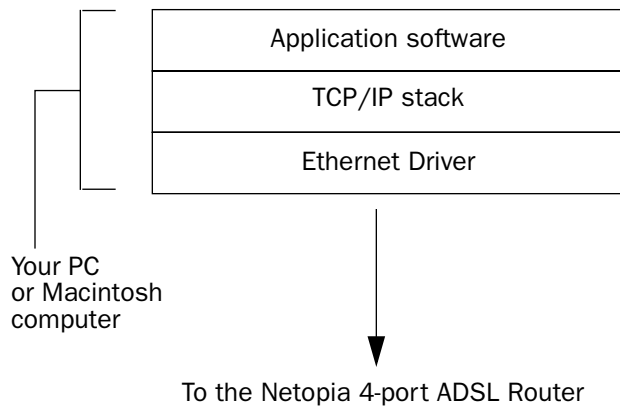 Application software
TCP/IP stack
Ethernet Driver
Your PC
or Macintosh
computer
To the Netopia 4-port ADSL Router